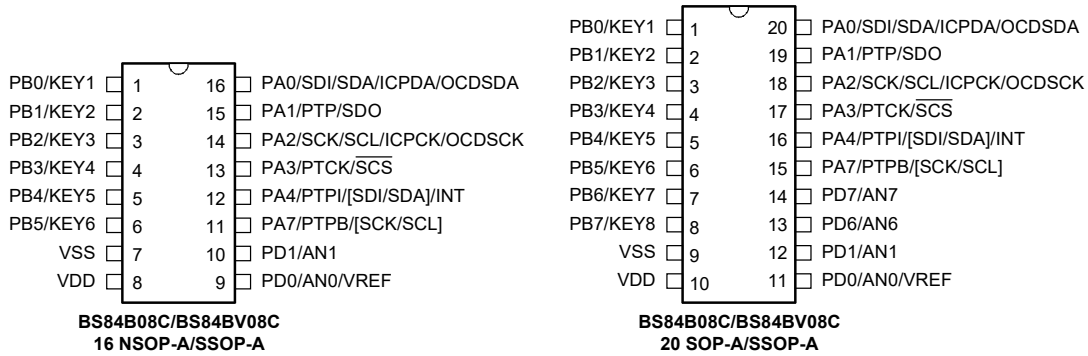 PB0/KEY1 1 16 PA0/SDI/SDA/ICPDA/OCDSDA
PB1/KEY2 2 15 PA1/PTP/SDO
PB2/KEY3 3 14 PA2/SCK/SCL/ICPCK/OCDSCK
PB3/KEY4 4 13 PA3/PTCK/SCS
PB4/KEY5 5 12 PA4/PTPI/[SDI/SDA]/INT
PB5/KEY6 6 11 PA7/PTPB/[SCK/SCL]
VSS 7 10 PD1/AN1
VDD 8 9 PD0/AN0/VREF
BS84B08C/BS84BV08C
16 NSOP-A/SSOP-A
PB0/KEY1 1 20 PA0/SDI/SDA/ICPDA/OCDSDA
PB1/KEY2 2 19 PA1/PTP/SDO
PB2/KEY3 3 18 PA2/SCK/SCL/ICPCK/OCDSCK
PB3/KEY4 4 17 PA3/PTCK/SCS
PB4/KEY5 5 16 PA4/PTPI/[SDI/SDA]/INT
PB5/KEY6 6 15 PA7/PTPB/[SCK/SCL]
PB6/KEY7 7 14 PD7/AN7
PB7/KEY8 8 13 PD6/AN6
VSS 9 12 PD1/AN1
VDD 10 11 PD0/AN0/VREF
BS84B08C/BS84BV08C
20 SOP-A/SSOP-A